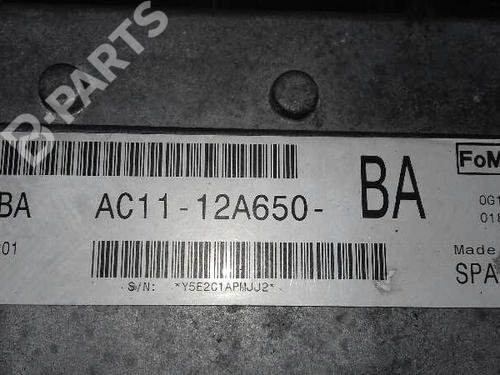 B-PARTS
BA
AC11-12A650-
BA
FoM
0G1
018
01
Made
SPA
S/N: *Y5E2C1APMJJ2*